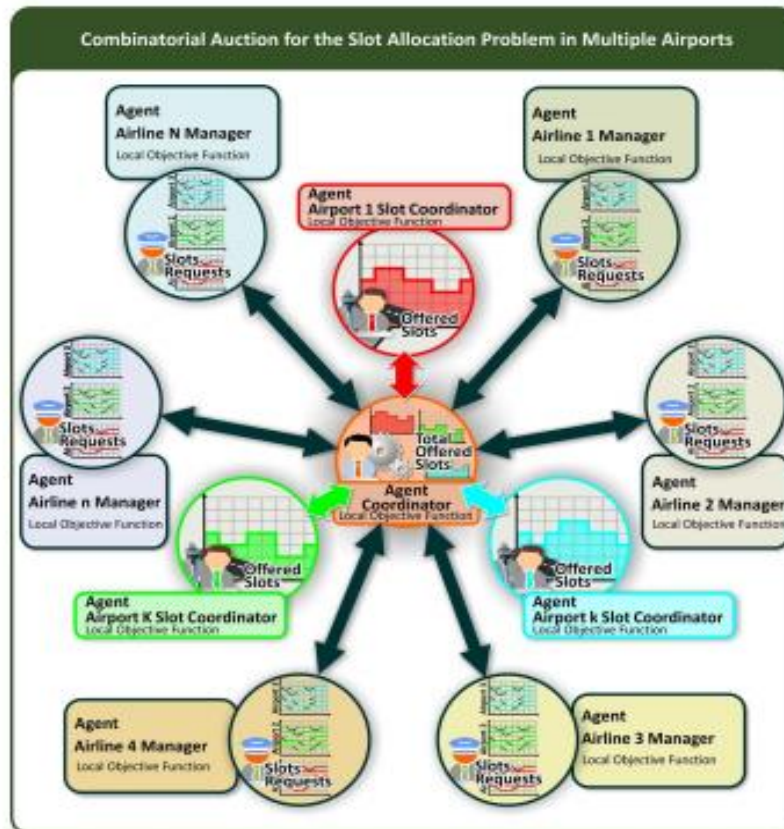 Combinatorial Auction for the Slot Allocation Problem in Multiple Airports
Agent
Airline N Manager
Local Objective Function
Slots
Requests
Agent
Airline 1 Manager
Local Objective Function
Slots
Requests
Agent
Airport 1 Slot Coordinator
Local Objective Function
Offered
Slots
Slots
Requests
Agent
Airline n Manager
Local Objective Function
Slots
Requests
Agent
Airline 2 Manager
Local Objective Function
Total
Offered
Slots
Agent
Coordinator
Local Objective Function
Offered
Slots
Agent
Airport K Slot Coordinator
Local Objective Function
Offered
Slots
Agent
Airport k Slot Coordinator
Local Objective Function
Agent
Airline 4 Manager
Local Objective Function
Slots
Requests
Slots
Requests
Agent
Airline 3 Manager
Local Objective Function